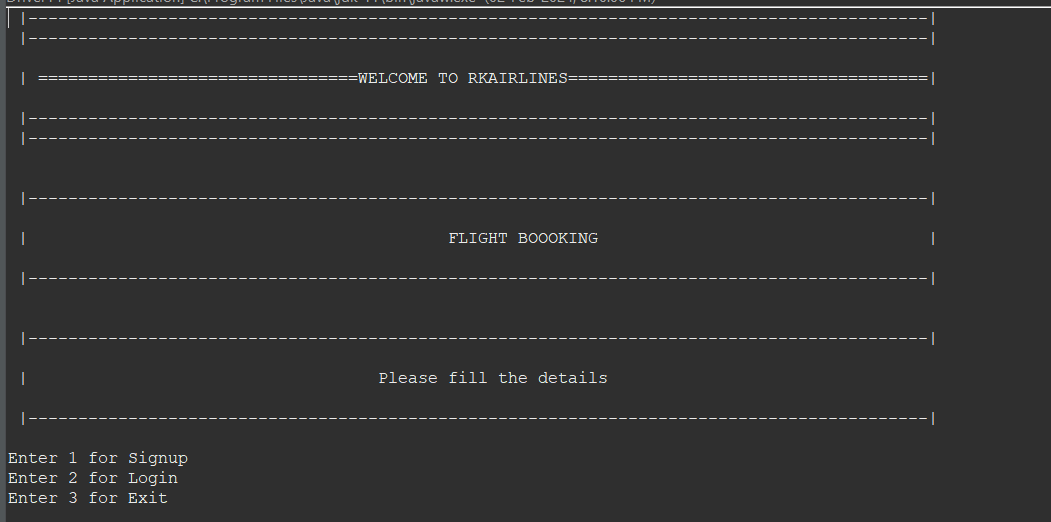 |------------------------------------------------------------------------------------------|
|------------------------------------------------------------------------------------------|
| ================================WELCOME TO RKAIRLINES====================================|
|------------------------------------------------------------------------------------------|
|------------------------------------------------------------------------------------------|
|------------------------------------------------------------------------------------------|
| FLIGHT BOOOKING |
|------------------------------------------------------------------------------------------|
|------------------------------------------------------------------------------------------|
| Please fill the details
|------------------------------------------------------------------------------------------|
Enter 1 for Signup
Enter 2 for Login
Enter 3 for Exit